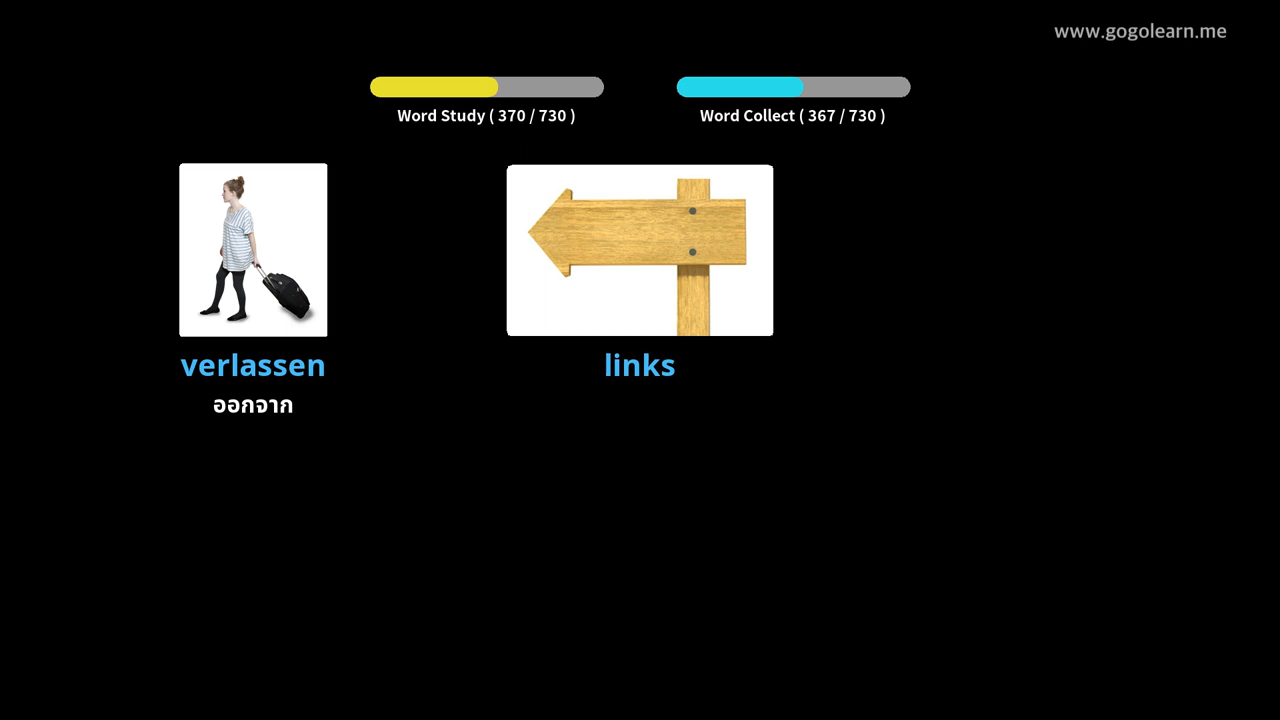 www.gogolearn.me
Word Study ( 370 / 730 )
Word Collect ( 367 / 730 )
verlassen
ออกจาก
links